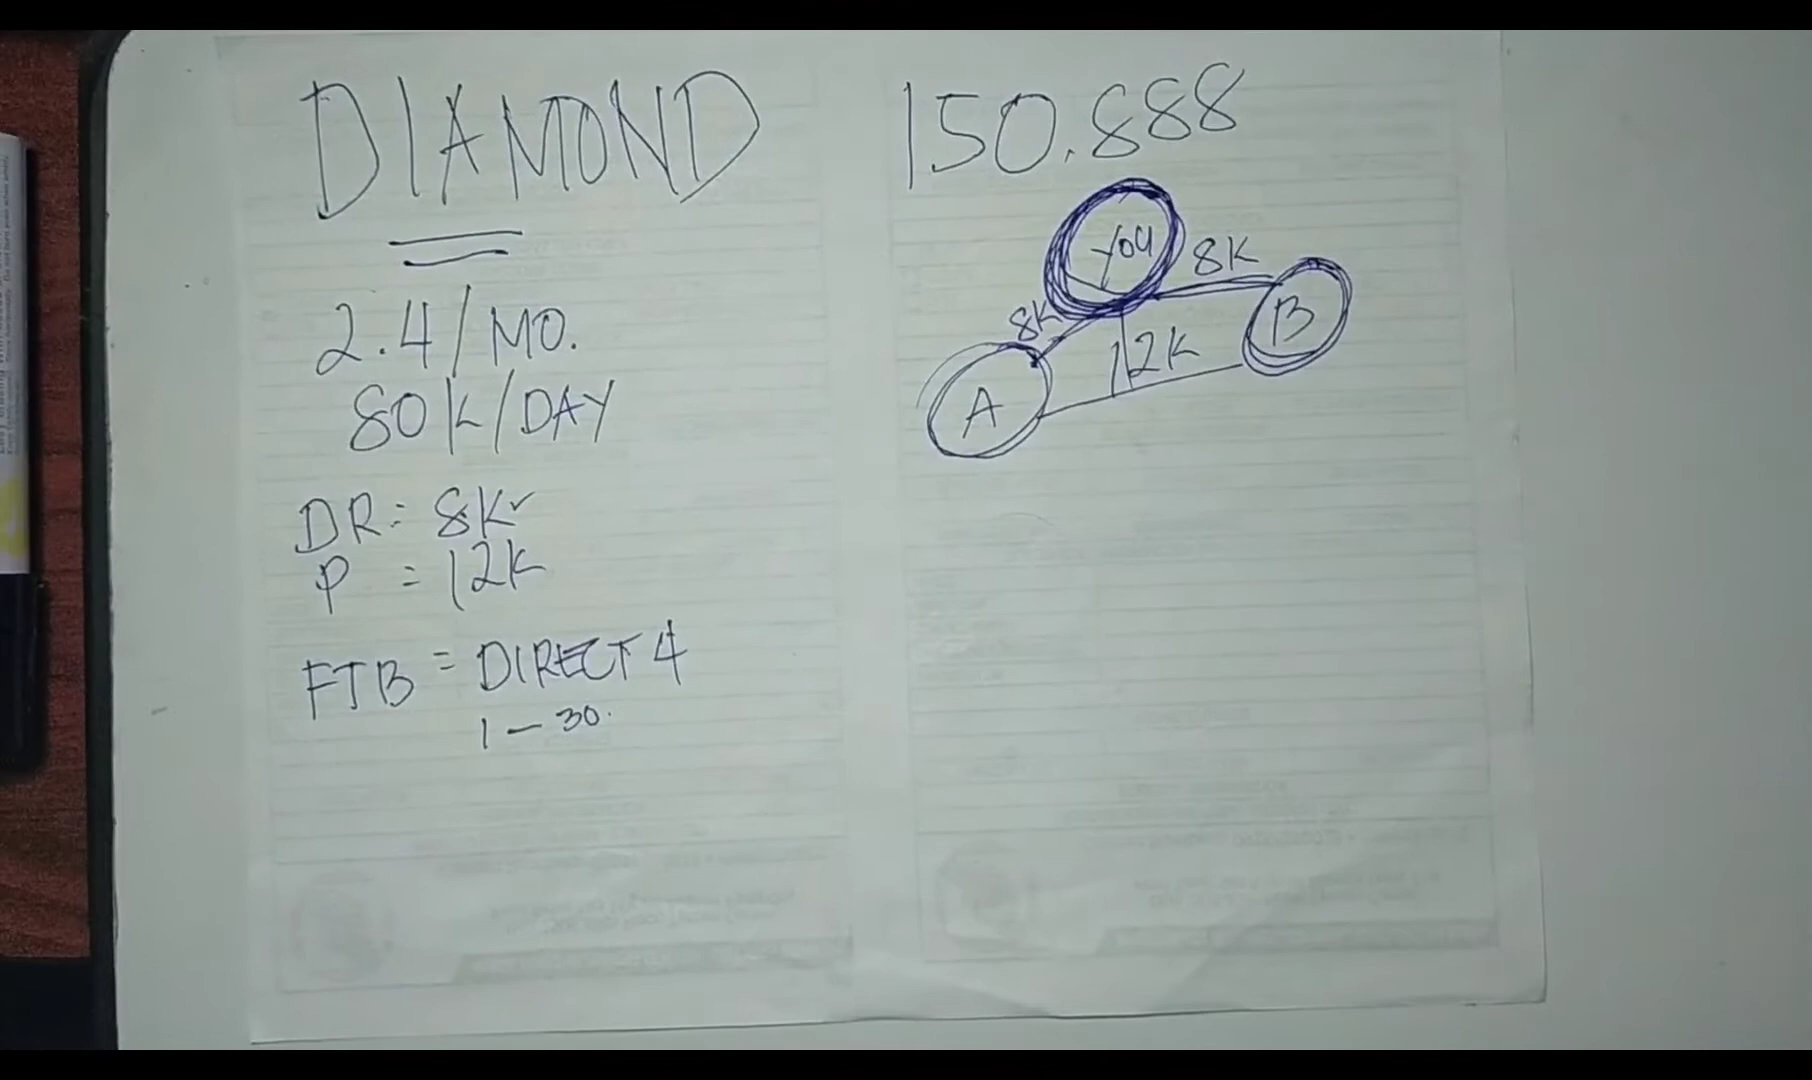 DIAMOND
2.4/MO.
80K/DAY
DR = 8K
P = 12K
FTB = DIRECT 4
1 - 30.
150.888
YOU
8K
8K
12K
A
B